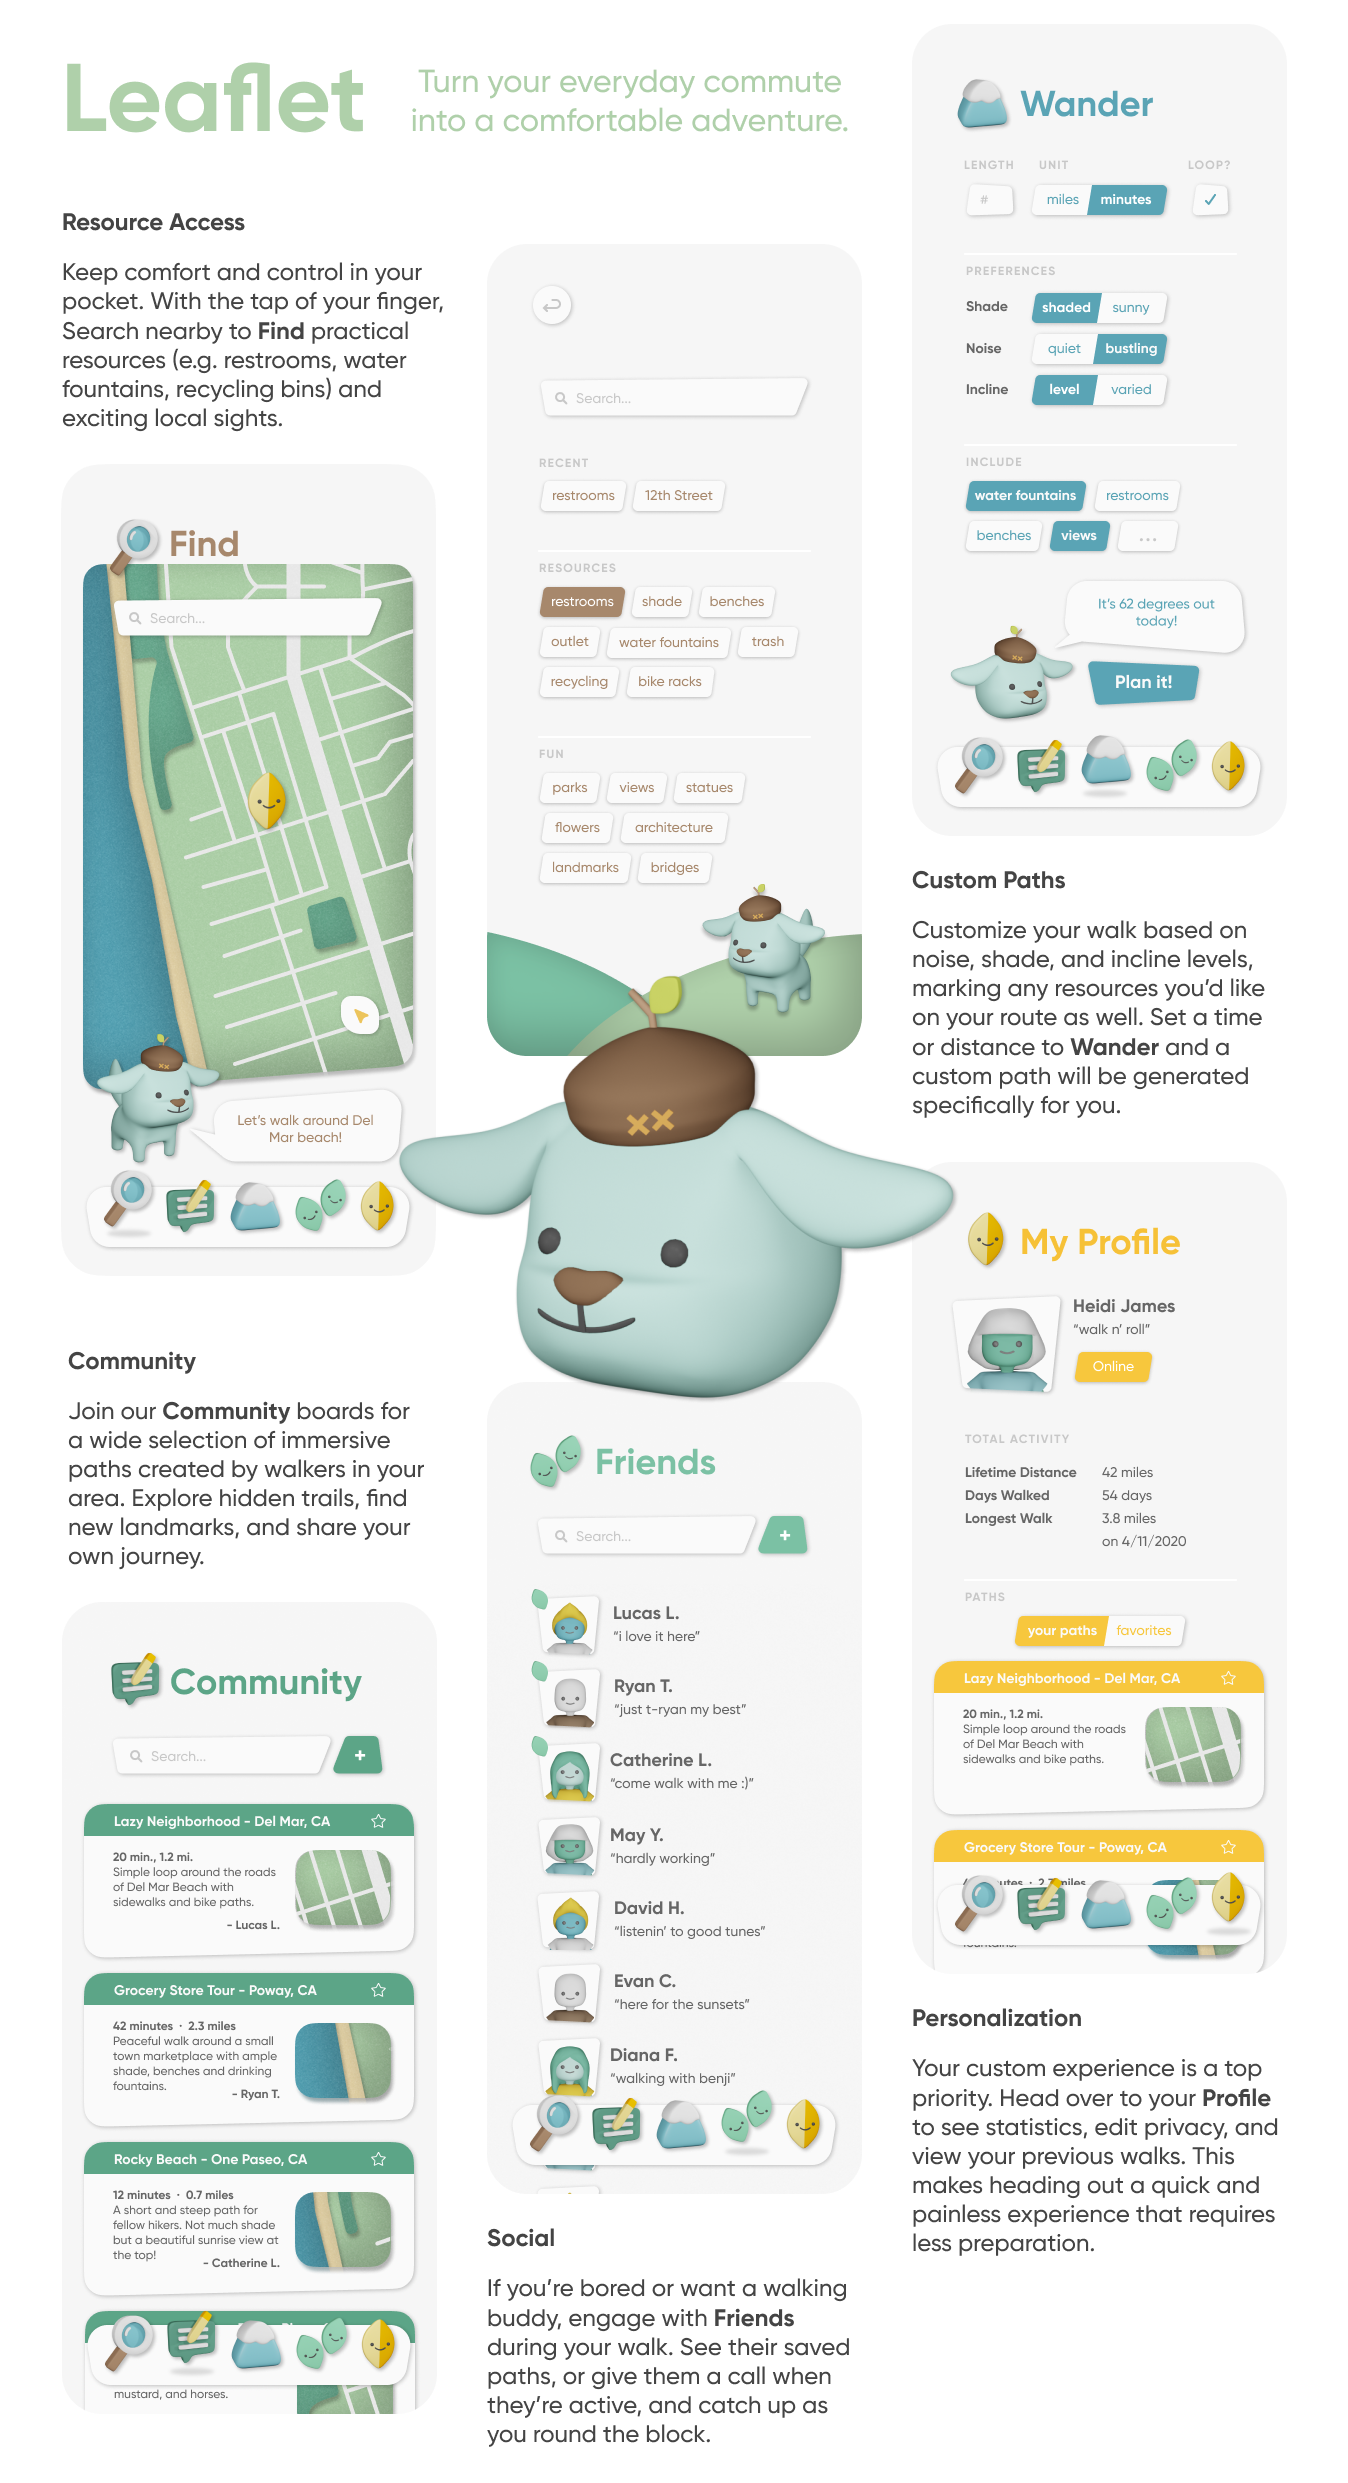 Leaflet
Turn your everyday commute
into a comfortable adventure.
Resource Access
Keep comfort and control in your
pocket. With the tap of your finger,
Search nearby to Find practical
resources (e.g. restrooms, water
fountains, recycling bins) and
exciting local sights.
Find
Search...
Let's walk around Del
Mar beach!
Search...
RECENT
restrooms 12th Street
RESOURCES
restrooms shade benches
outlet water fountains trash
recycling bike racks
FUN
parks views statues
flowers architecture
landmarks bridges
Wander
LENGTH UNIT LOOP?
# miles minutes
PREFERENCES
Shade shaded sunny
Noise quiet bustling
Incline level varied
INCLUDE
water fountains restrooms
benches views ...
It's 62 degrees out
today!
Plan it!
Custom Paths
Customize your walk based on
noise, shade, and incline levels,
marking any resources you'd like
on your route as well. Set a time
or distance to Wander and a
custom path will be generated
specifically for you.
Community
Join our Community boards for
a wide selection of immersive
paths created by walkers in your
area. Explore hidden trails, find
new landmarks, and share your
own journey.
Community
Search...
+
Lazy Neighborhood - Del Mar, CA
20 min., 1.2 mi.
Simple loop around the roads
of Del Mar Beach with
sidewalks and bike paths.
- Lucas L.
Grocery Store Tour - Poway, CA
42 minutes · 2.3 miles
Peaceful walk around a small
town marketplace with ample
shade, benches and drinking
fountains.
- Ryan T.
Rocky Beach - One Paseo, CA
12 minutes · 0.7 miles
A short and steep path for
fellow hikers. Not much shade
but a beautiful sunrise view at
the top!
- Catherine L.
mustard, and horses.
Friends
Search...
+
Lucas L.
"i love it here"
Ryan T.
"just t-ryan my best"
Catherine L.
"come walk with me :)"
May Y.
"hardly working"
David H.
"listenin' to good tunes"
Evan C.
"here for the sunsets"
Diana F.
"walking with benji"
Social
If you're bored or want a walking
buddy, engage with Friends
during your walk. See their saved
paths, or give them a call when
they're active, and catch up as
you round the block.
My Profile
Heidi James
"walk n' roll"
Online
TOTAL ACTIVITY
Lifetime Distance 42 miles
Days Walked 54 days
Longest Walk 3.8 miles
on 4/11/2020
PATHS
your paths favorites
Lazy Neighborhood - Del Mar, CA
20 min., 1.2 mi.
Simple loop around the roads
of Del Mar Beach with
sidewalks and bike paths.
Grocery Store Tour - Poway, CA
Personalization
Your custom experience is a top
priority. Head over to your Profile
to see statistics, edit privacy, and
view your previous walks. This
makes heading out a quick and
painless experience that requires
less preparation.